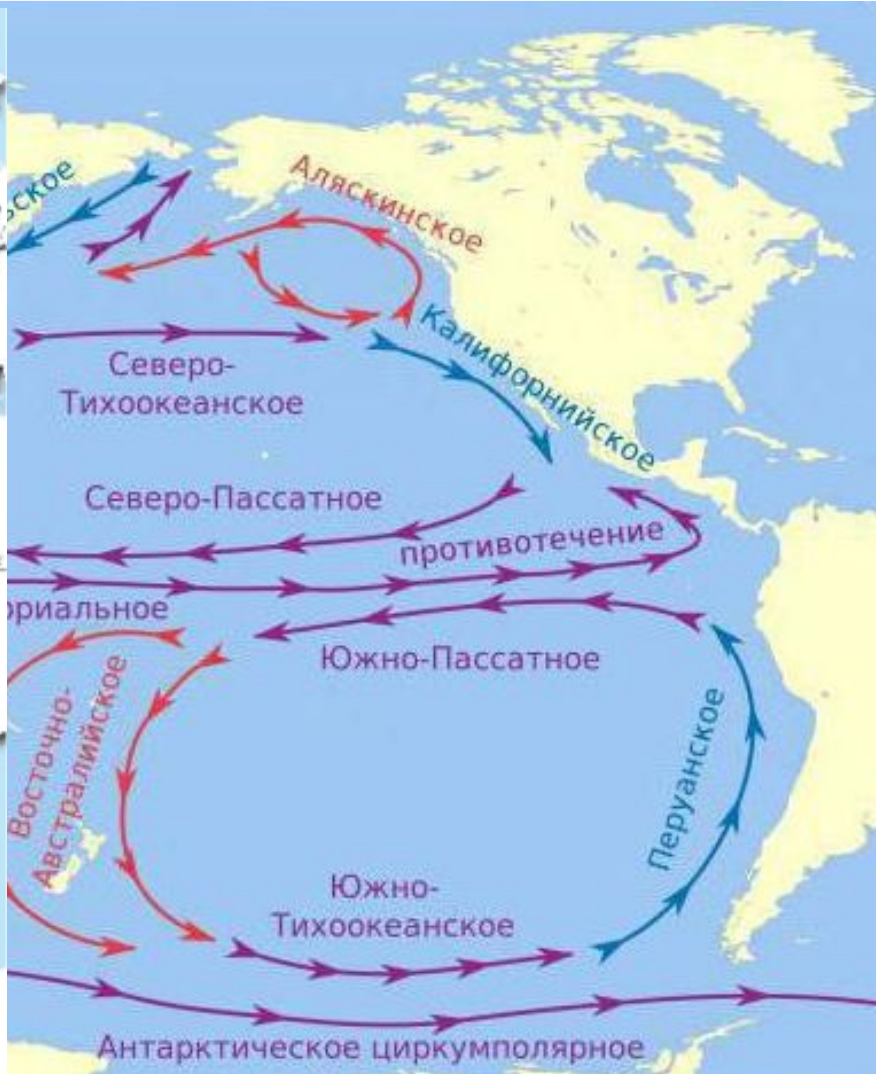 Аляскинское
Калифорнийское
Северо-
Тихоокеанское
Северо-Пассатное
противотечение
Южно-Пассатное
Восточно-
Австралийское
Перуанское
Южно-
Тихоокеанское
Антарктическое циркумполярное